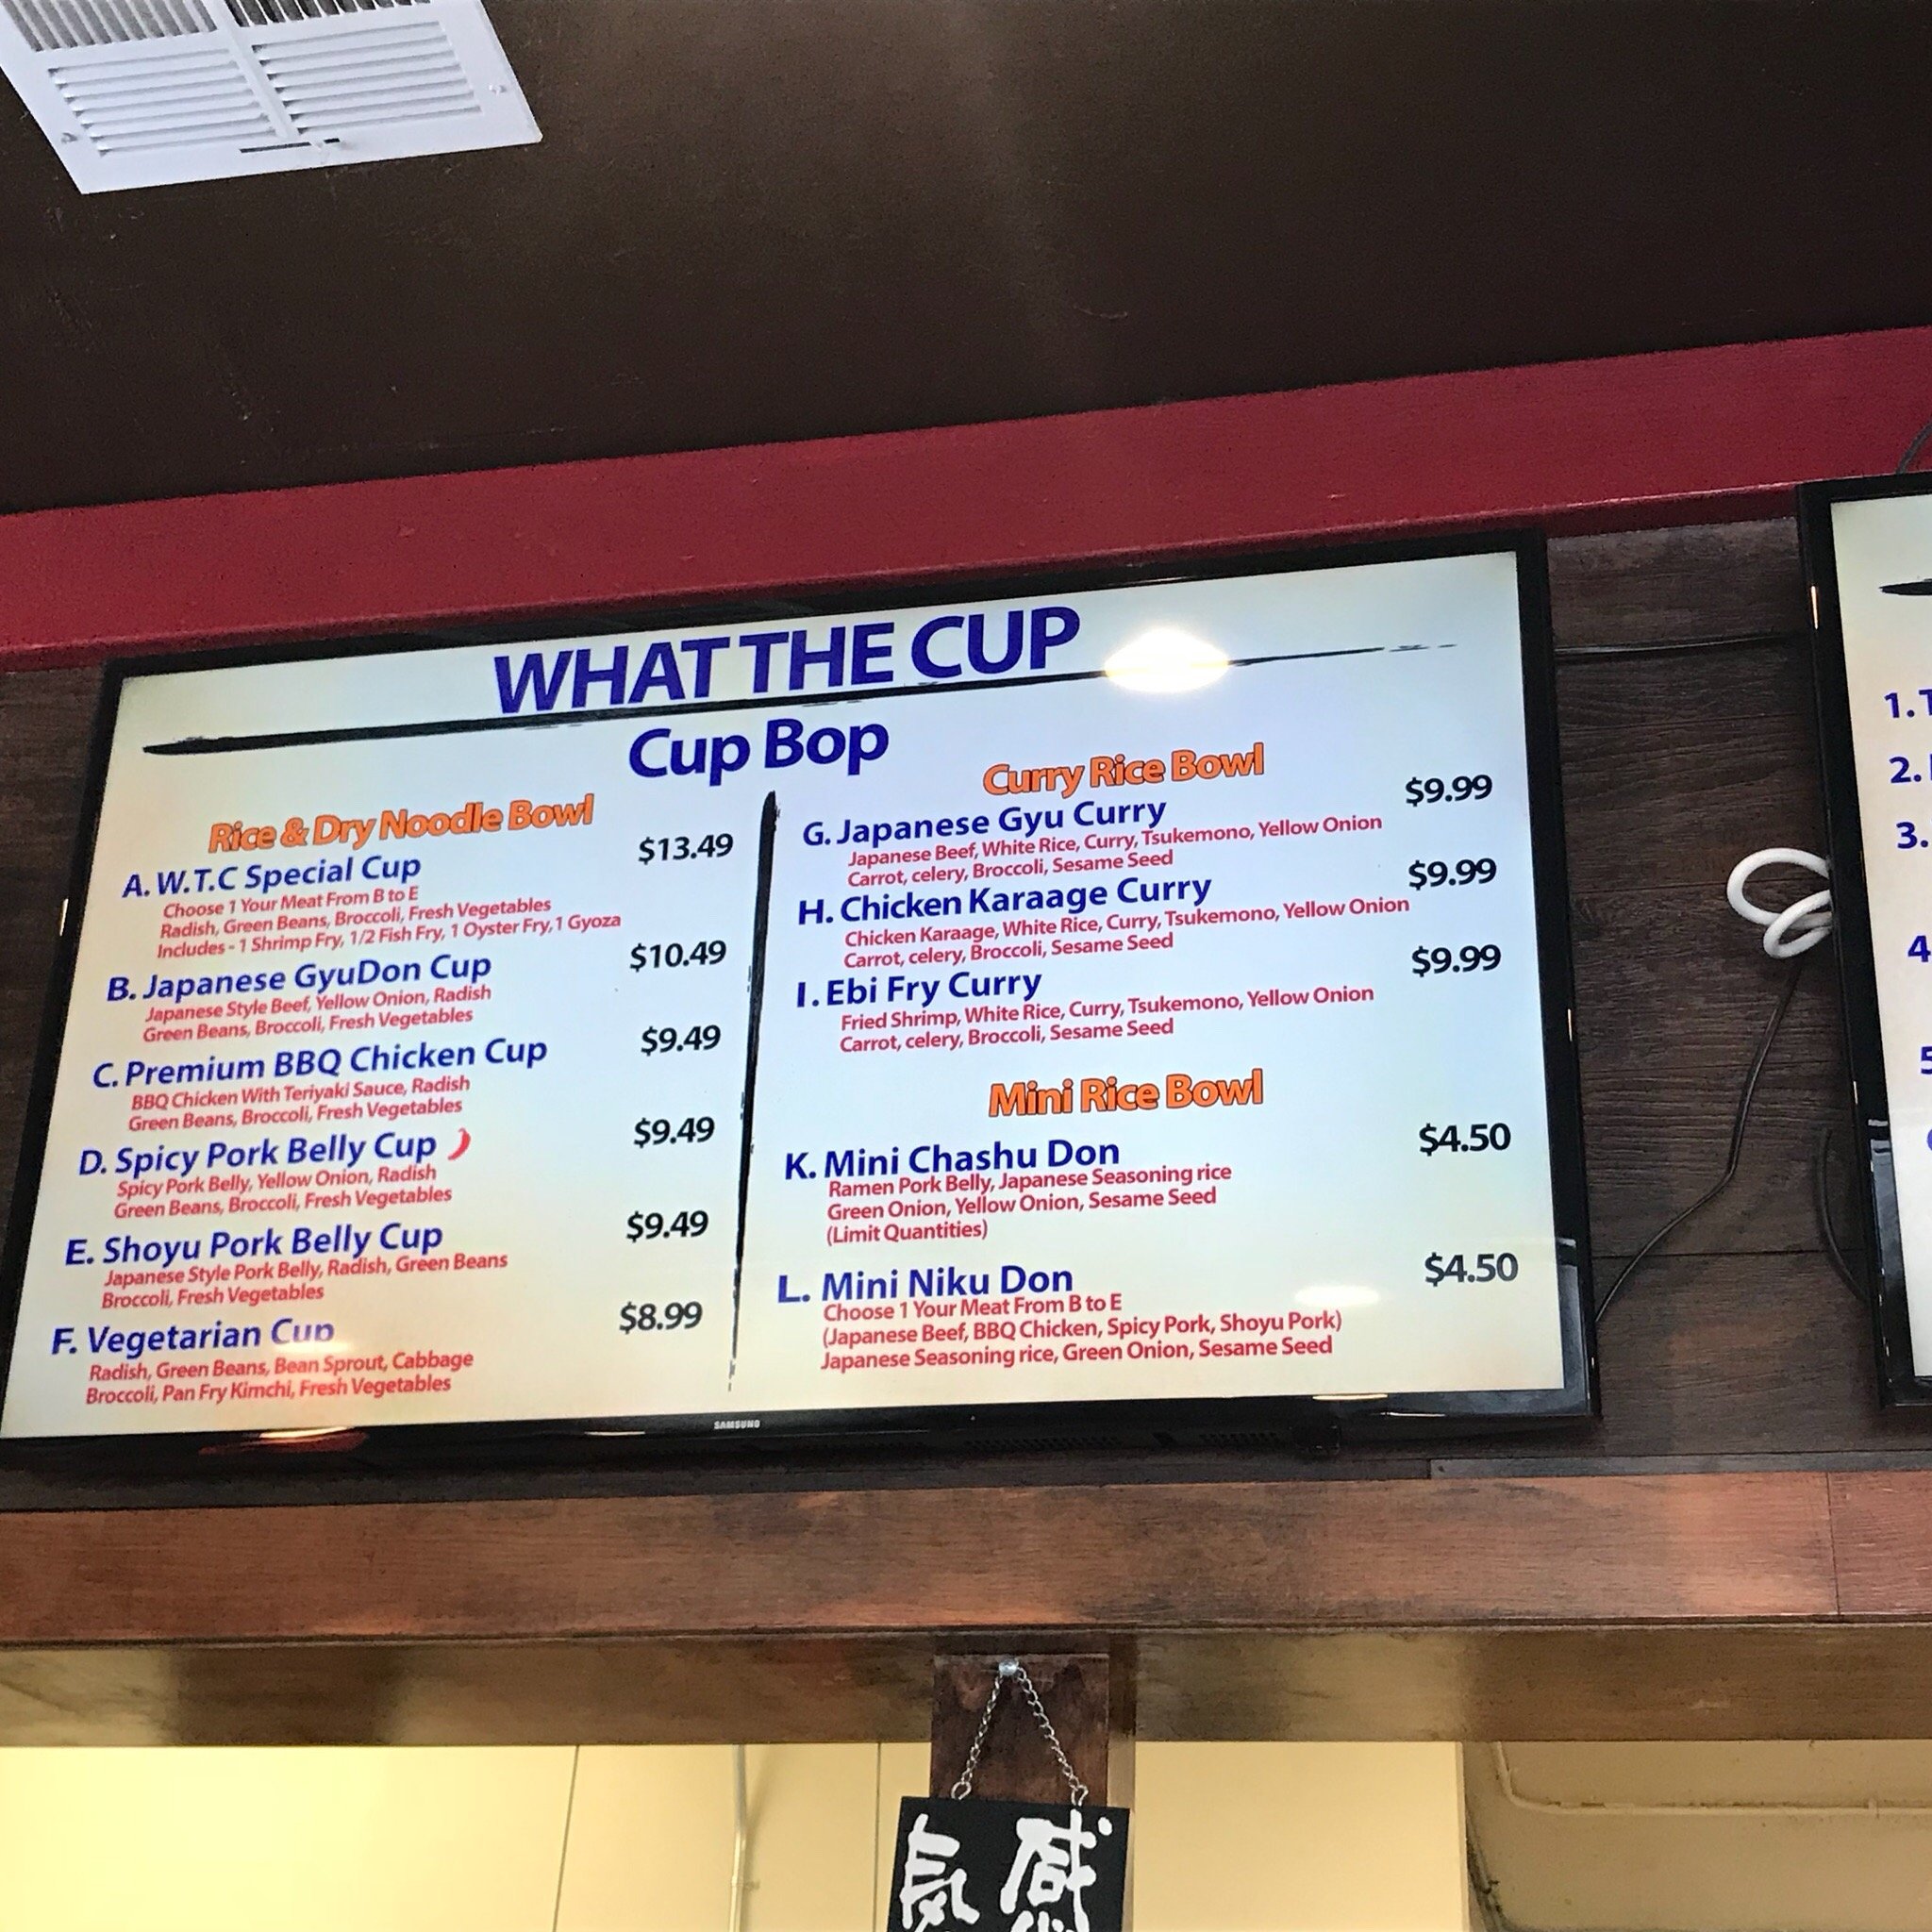 WHAT THE CUP
Cup Bop
Rice & Dry Noodle Bowl
A. W.T.C Special Cup $13.49
Choose 1 Your Meat From B to E
Radish, Green Beans, Broccoli, Fresh Vegetables
Includes - 1 Shrimp Fry, 1/2 Fish Fry, 1 Oyster Fry,1 Gyoza
B. Japanese GyuDon Cup $10.49
Japanese Style Beef, Yellow Onion, Radish
Green Beans, Broccoli, Fresh Vegetables
C. Premium BBQ Chicken Cup $9.49
BBQ Chicken With Teriyaki Sauce, Radish
Green Beans, Broccoli, Fresh Vegetables
D. Spicy Pork Belly Cup $9.49
Spicy Pork Belly, Yellow Onion, Radish
Green Beans, Broccoli, Fresh Vegetables
E. Shoyu Pork Belly Cup $9.49
Japanese Style Pork Belly, Radish, Green Beans
Broccoli, Fresh Vegetables
F. Vegetarian Cup $8.99
Radish, Green Beans, Bean Sprout, Cabbage
Broccoli, Pan Fry Kimchi, Fresh Vegetables
Curry Rice Bowl
G. Japanese Gyu Curry $9.99
Japanese Beef, White Rice, Curry, Tsukemono, Yellow Onion
Carrot, celery, Broccoli, Sesame Seed
H. Chicken Karaage Curry $9.99
Chicken Karaage, White Rice, Curry, Tsukemono, Yellow Onion
Carrot, celery, Broccoli, Sesame Seed
I. Ebi Fry Curry $9.99
Fried Shrimp, White Rice, Curry, Tsukemono, Yellow Onion
Carrot, celery, Broccoli, Sesame Seed
Mini Rice Bowl
K. Mini Chashu Don $4.50
Ramen Pork Belly, Japanese Seasoning rice
Green Onion, Yellow Onion, Sesame Seed
(Limit Quantities)
L. Mini Niku Don $4.50
Choose 1 Your Meat From B to E
(Japanese Beef, BBQ Chicken, Spicy Pork, Shoyu Pork)
Japanese Seasoning rice, Green Onion, Sesame Seed
SAMSUNG
1.
2.
3.
4
5